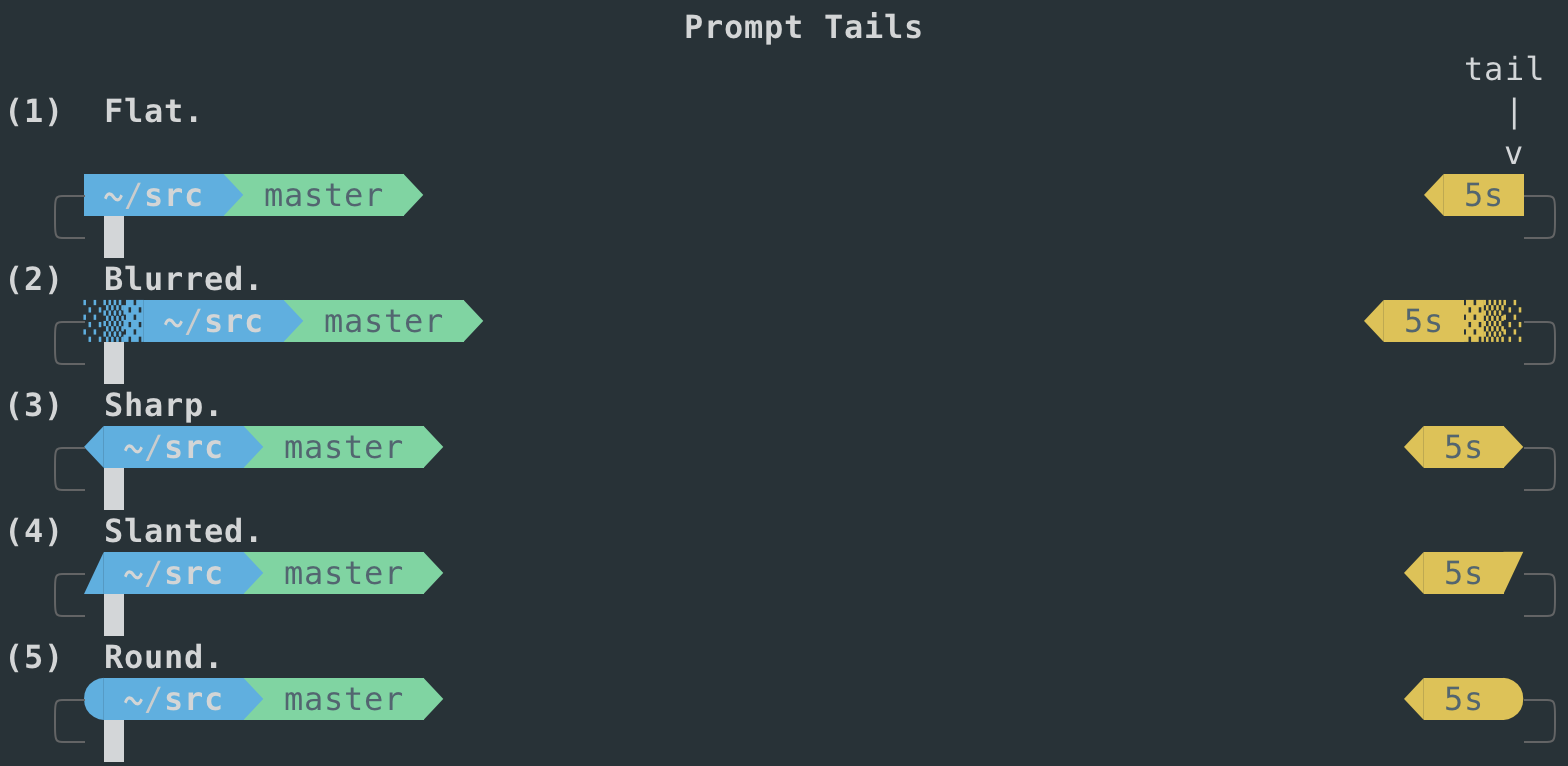 Prompt Tails
tail
(1) Flat. |
v
~/src master 5s
(2) Blurred.
~/src master 5s
(3) Sharp.
~/src master 5s
(4) Slanted.
~/src master 5s
(5) Round.
~/src master 5s